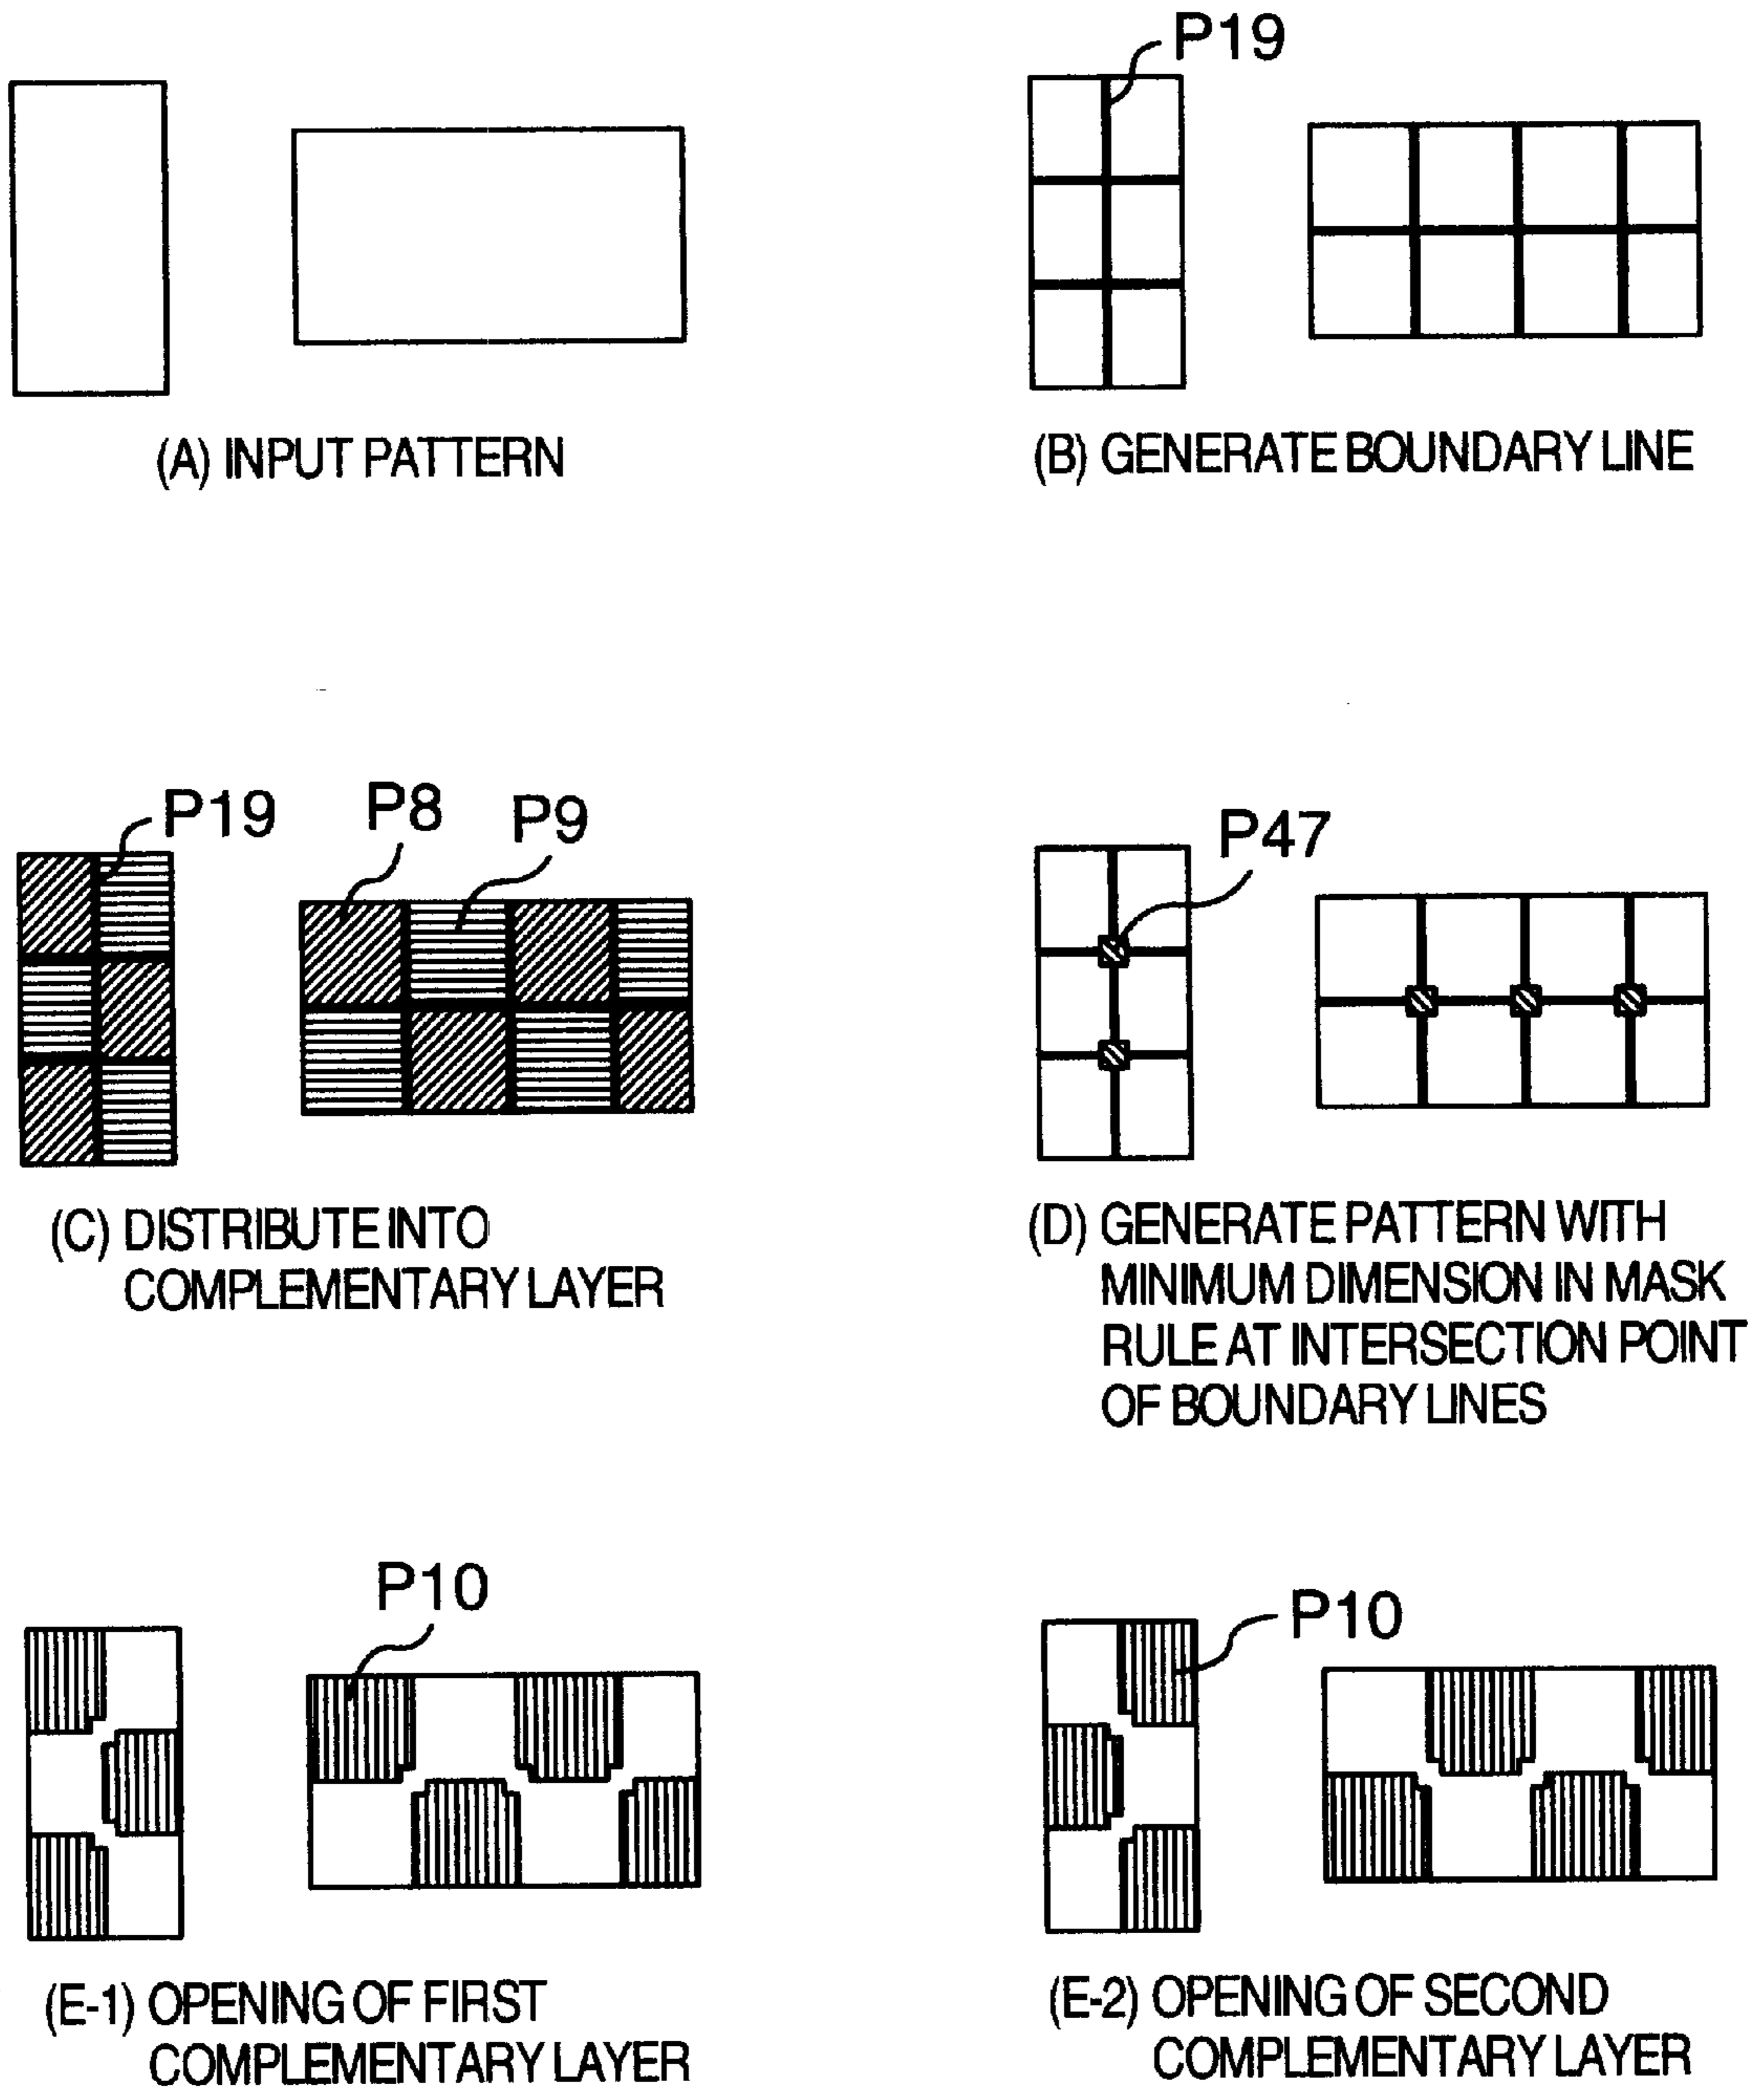 P19
(A) INPUT PATTERN
(B) GENERATE BOUNDARY LINE
P19
P8
P9
P47
(C) DISTRIBUTE INTO
COMPLEMENTARY LAYER
(D) GENERATE PATTERN WITH
MINIMUM DIMENSION IN MASK
RULE AT INTERSECTION POINT
OF BOUNDARY LINES
P10
P10
(E-1) OPENING OF FIRST
COMPLEMENTARY LAYER
(E-2) OPENING OF SECOND
COMPLEMENTARY LAYER